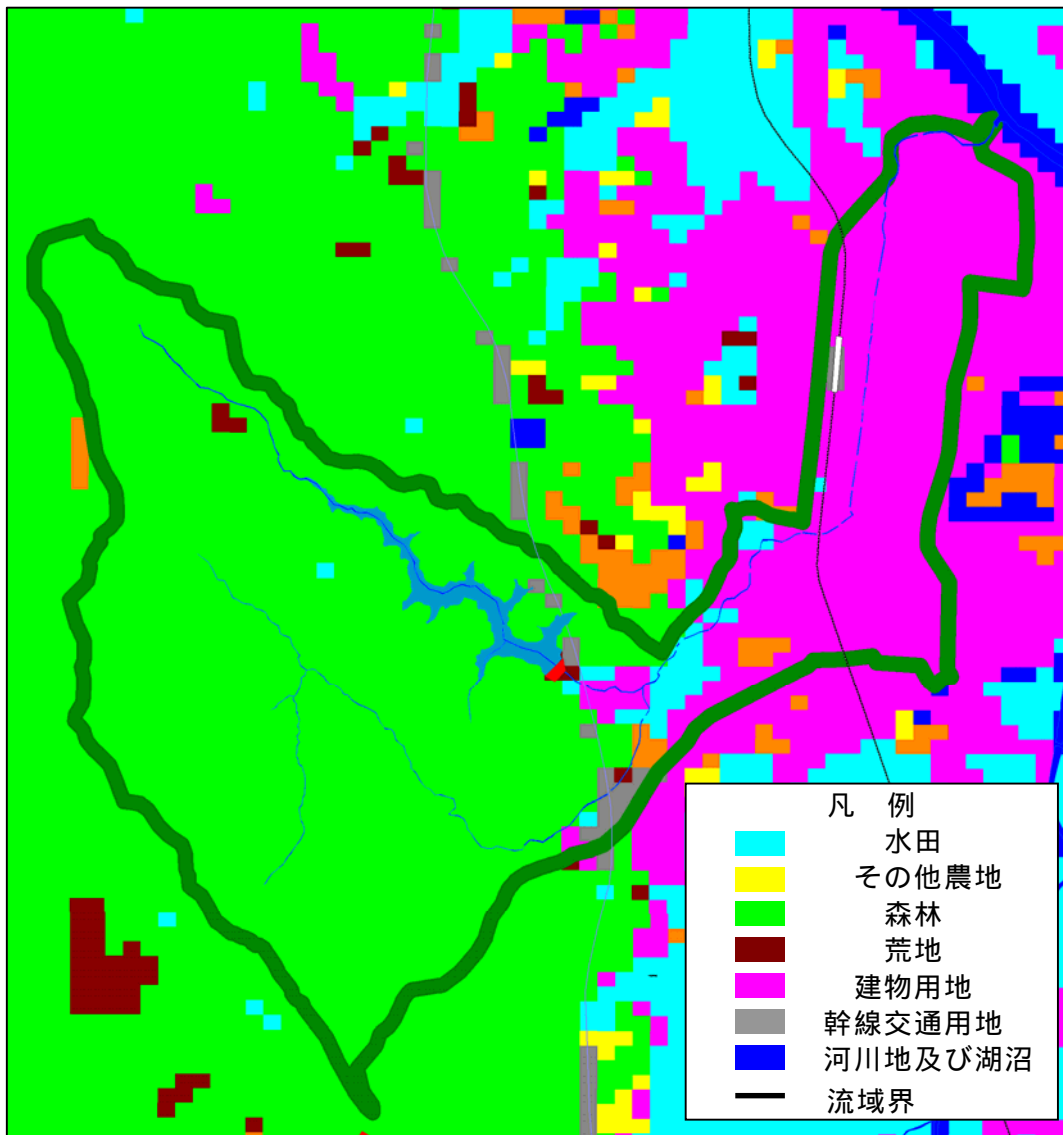 凡 例
水田
その他農地
森林
荒地
建物用地
幹線交通用地
河川地及び湖沼
流域界